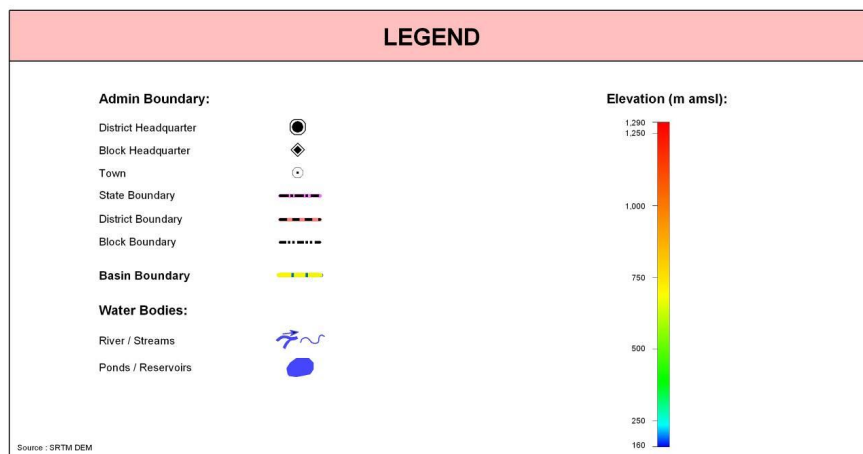 LEGEND
Admin Boundary:
District Headquarter
Block Headquarter
Town
State Boundary
District Boundary
Block Boundary
Basin Boundary
Water Bodies:
River / Streams
Ponds / Reservoirs
Source : SRTM DEM
Elevation (m amsl):
1,290
1,250
1,000
750
500
250
160